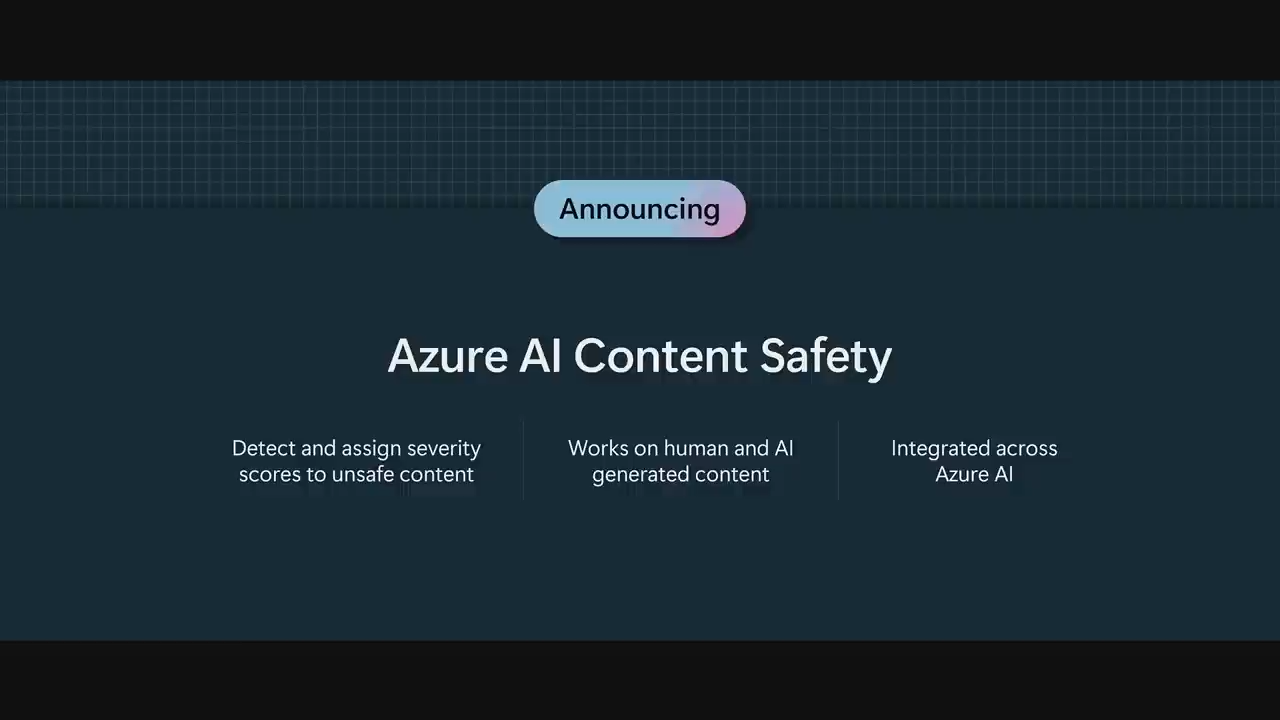 Announcing
Azure AI Content Safety
Detect and assign severity
scores to unsafe content
Works on human and AI
generated content
Integrated across
Azure AI